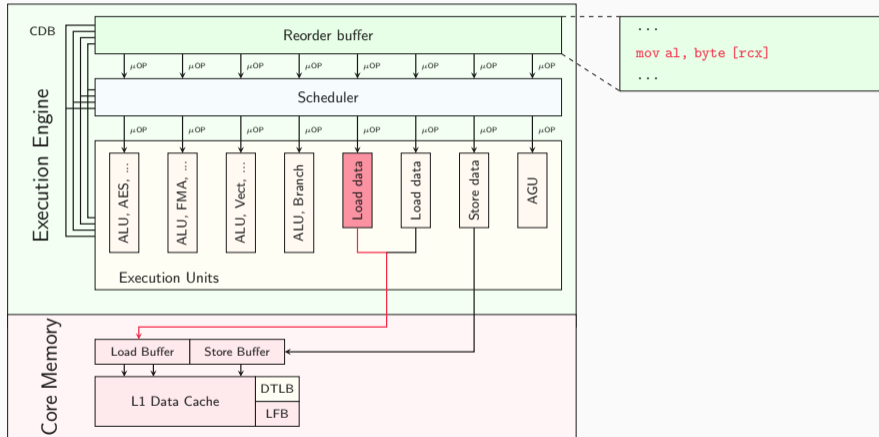 CDB
Reorder buffer
...
mov al, byte [rcx]
...
μOP μOP μOP μOP μOP μOP μOP μOP
Scheduler
μOP μOP μOP μOP μOP μOP μOP μOP
Execution Engine
ALU, AES, ...
ALU, FMA, ...
ALU, Vect, ...
ALU, Branch
Load data
Load data
Store data
AGU
Execution Units
Core Memory
Load Buffer
Store Buffer
L1 Data Cache
DTLB
LFB